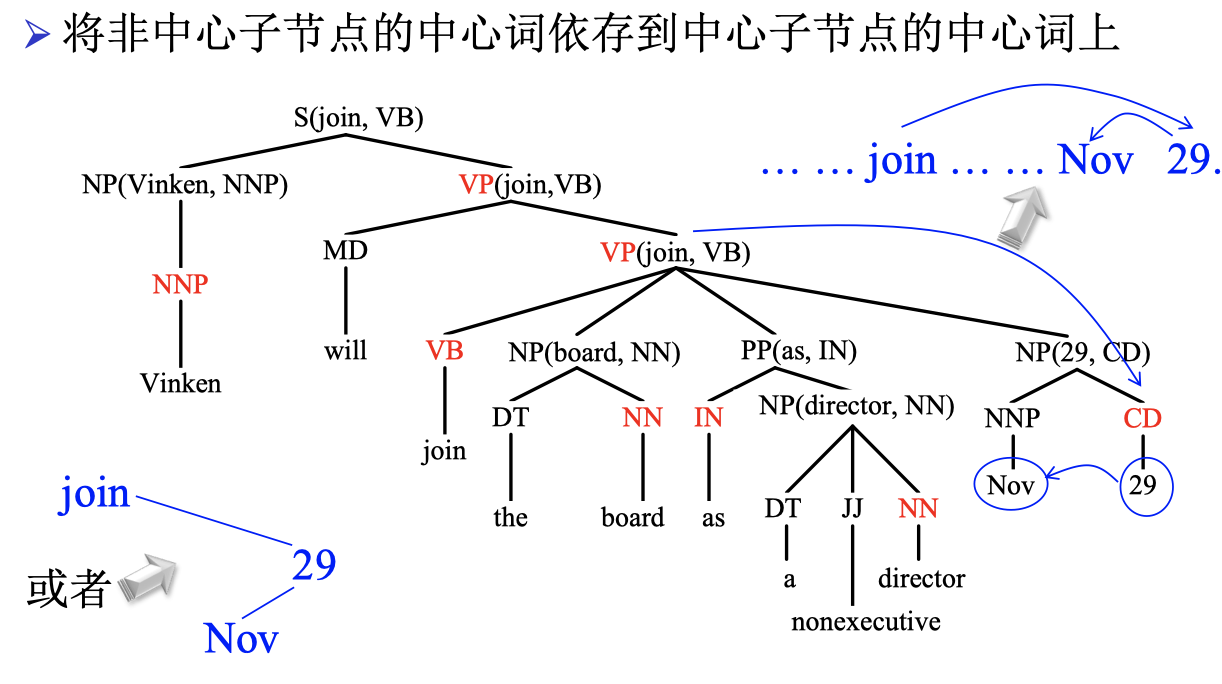 将非中心子节点的中心词依存到中心子节点的中心词上
S(join, VB)
… … join … … Nov 29.
NP(Vinken, NNP) VP(join,VB)
MD VP(join, VB)
NNP
will VB NP(board, NN) PP(as, IN) NP(29, CD)
Vinken
DT NN IN NP(director, NN) NNP CD
join
Nov 29
the board as DT JJ NN
a director
nonexecutive
join
29
或者
Nov